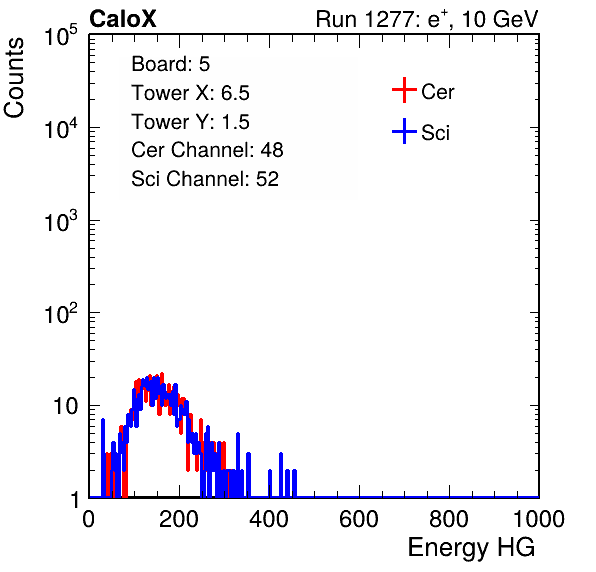 CaloX Run 1277: e⁺, 10 GeV
Counts
10⁵
10⁴
10³
10²
10
1
Board: 5
Tower X: 6.5
Tower Y: 1.5
Cer Channel: 48
Sci Channel: 52
Cer
Sci
0 200 400 600 800 1000
Energy HG